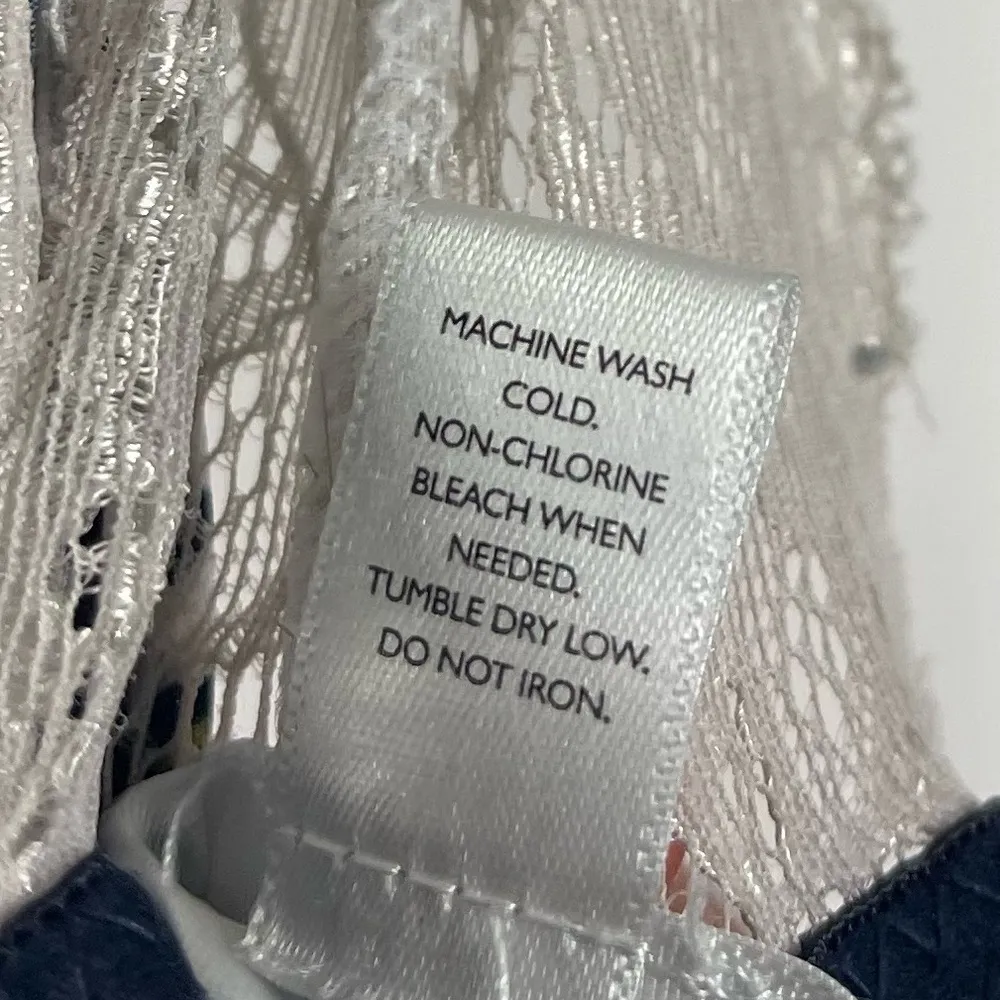 MACHINE WASH
COLD.
NON-CHLORINE
BLEACH WHEN
NEEDED.
TUMBLE DRY LOW.
DO NOT IRON.